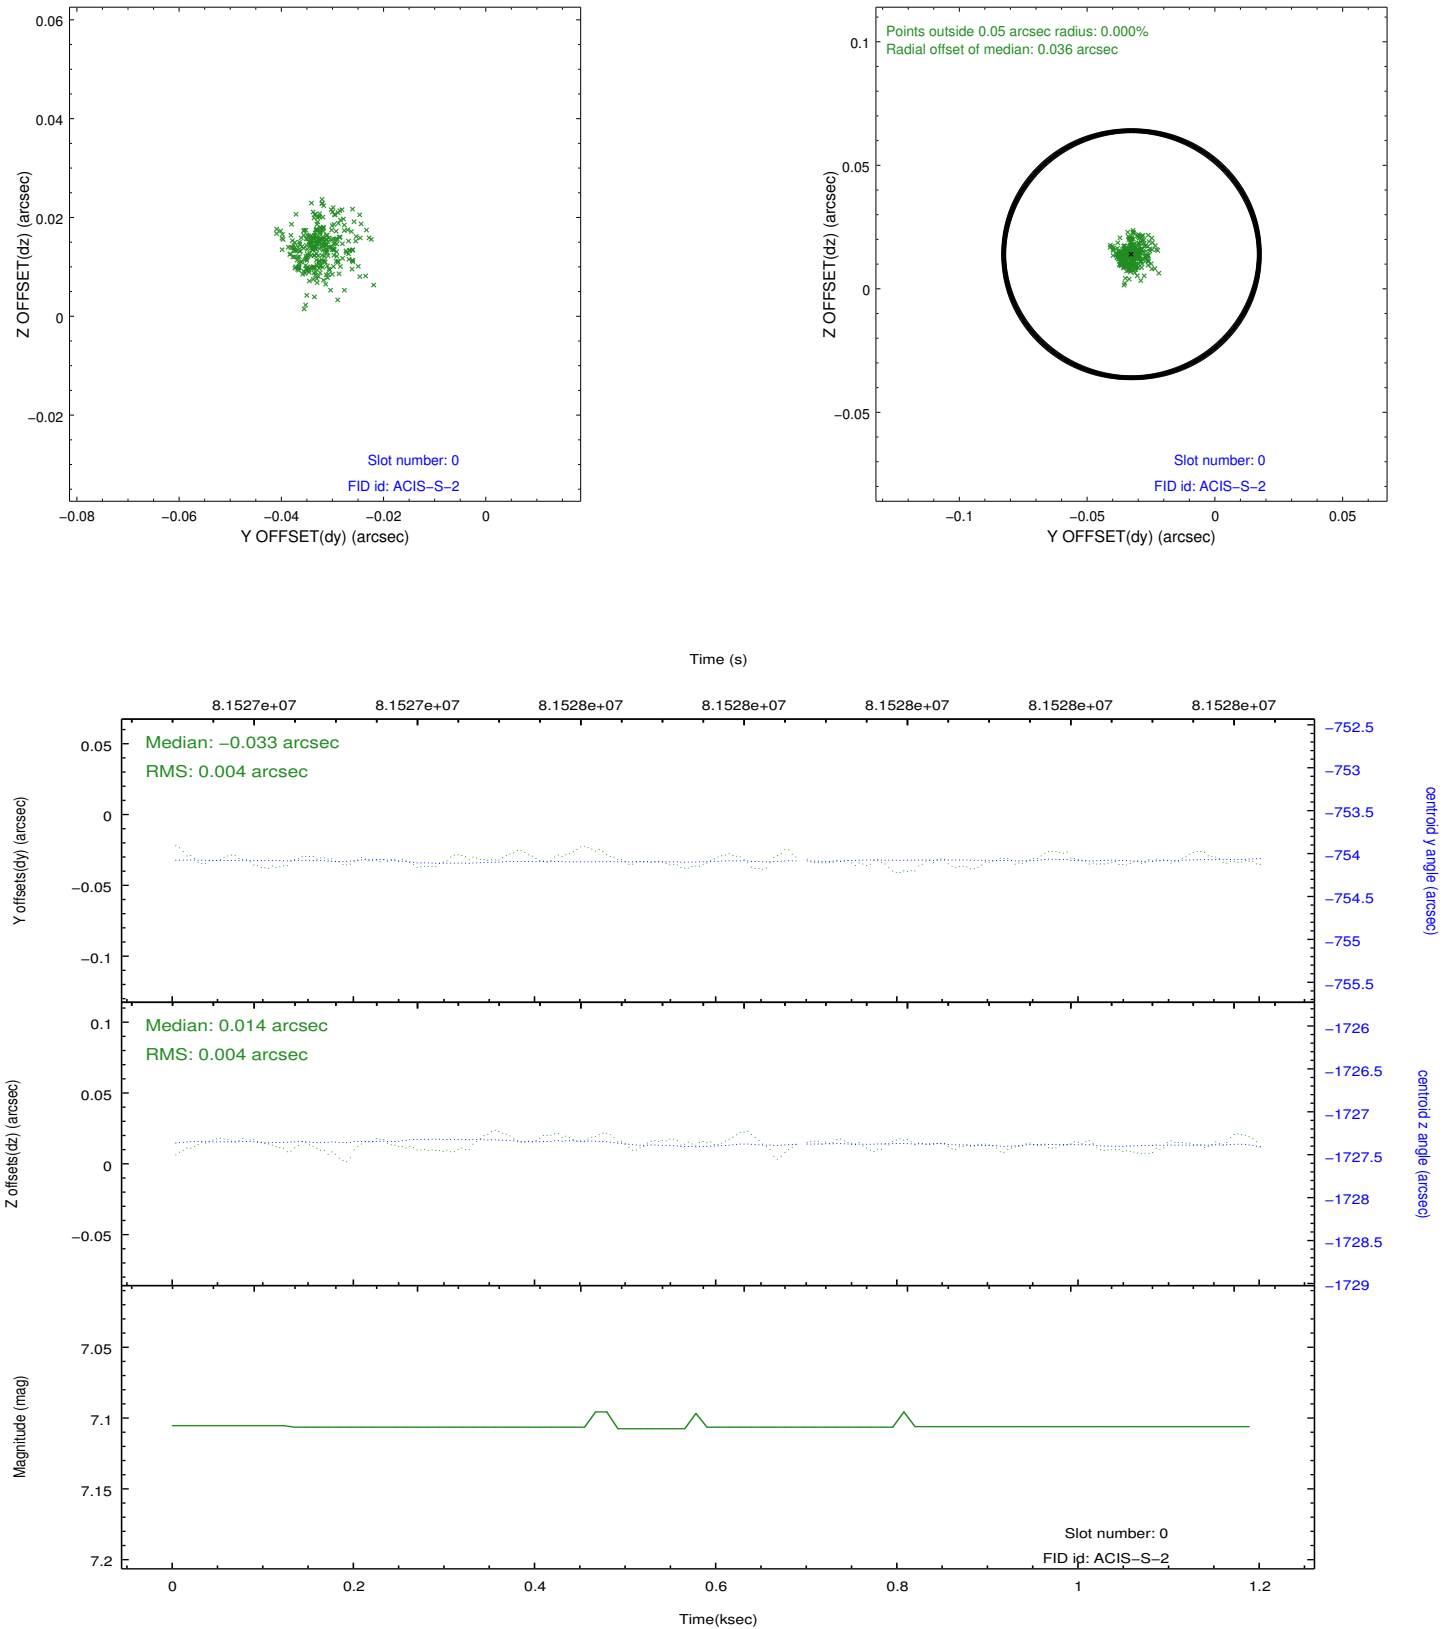 0.06
0.04
0.02
0
−0.02
Z OFFSET(dz) (arcsec)
Slot number: 0
FID id: ACIS−S−2
−0.08
−0.06
−0.04
−0.02
0
Y OFFSET(dy) (arcsec)
Points outside 0.05 arcsec radius: 0.000%
Radial offset of median: 0.036 arcsec
0.1
0.05
0
−0.05
Z OFFSET(dz) (arcsec)
Slot number: 0
FID id: ACIS−S−2
−0.1
−0.05
0
0.05
Y OFFSET(dy) (arcsec)
Time (s)
8.1527e+07
8.1527e+07
8.1528e+07
8.1528e+07
8.1528e+07
8.1528e+07
8.1528e+07
Median: −0.033 arcsec
RMS: 0.004 arcsec
0.05
0
−0.05
−0.1
Y offsets(dy) (arcsec)
−752.5
−753
−753.5
−754
−754.5
−755
−755.5
centroid y angle (arcsec)
Median: 0.014 arcsec
RMS: 0.004 arcsec
0.1
0.05
0
−0.05
Z offsets(dz) (arcsec)
−1726
−1726.5
−1727
−1727.5
−1728
−1728.5
−1729
centroid z angle (arcsec)
7.05
7.1
7.15
7.2
Magnitude (mag)
Slot number: 0
FID id: ACIS−S−2
0
0.2
0.4
0.6
0.8
1
1.2
Time(ksec)